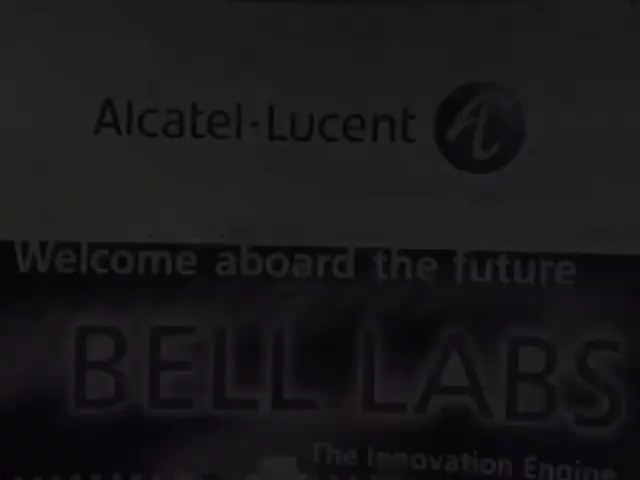 Alcatel-Lucent
Welcome aboard the future
BELL LABS
The Innovation Engine